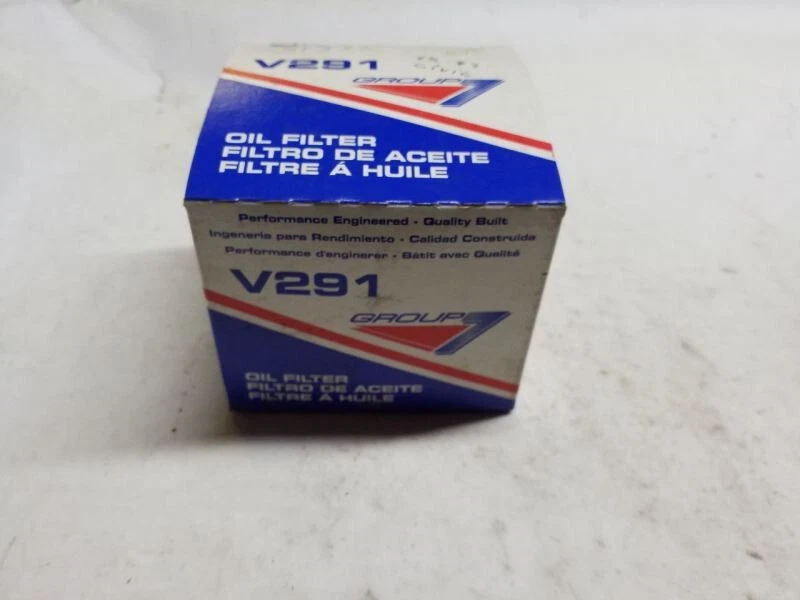 V291
GROUP 7
OIL FILTER
FILTRO DE ACEITE
FILTRE Á HUILE
Performance Engineered - Quality Built
Ingeneria para Rendimiento - Calidad Construida
Performance d'enginerer - Bâtit avec Qualité
V291
GROUP 7
OIL FILTER
FILTRO DE ACEITE
FILTRE Á HUILE